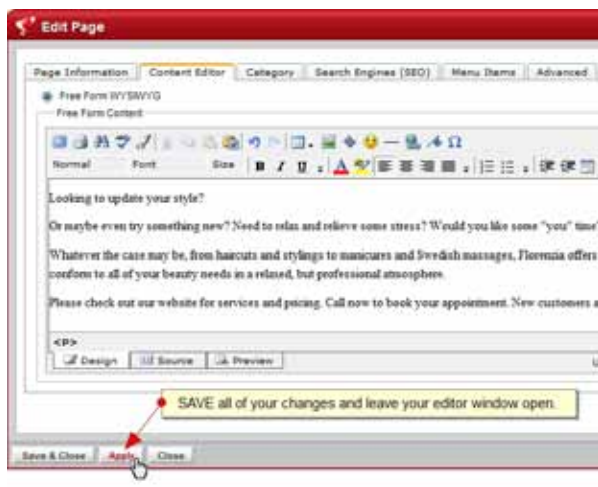 Edit Page
Page Information Content Editor Category Search Engines (SEO) Menu Items Advanced
Free Form WYSIWYG
Free Form Content
Normal Font Size B I U
Looking to update your style?
Or maybe even try something new? Need to relax and relieve some stress? Would you like some "you" time?
Whatever the case may be, from haircuts and stylings to manicures and Swedish massages, Florencia offers
conform to all of your beauty needs in a relaxed, but professional atmosphere.
Please check out our website for services and pricing. Call now to book your appointment. New customers a
<P>
Design Source Preview
SAVE all of your changes and leave your editor window open.
Save & Close Apply Close